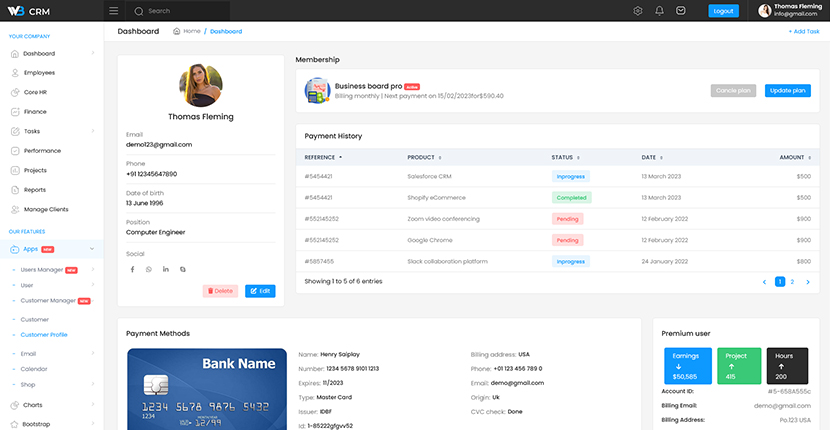 W3 CRM
Search
Logout
Thomas Fleming
info@gmail.com
Dashboard
Home / Dashboard
+ Add Task
YOUR COMPANY
Dashboard
Employees
Core HR
Finance
Tasks
Performance
Projects
Reports
Manage Clients
OUR FEATURES
Apps NEW
Users Manager NEW
User
Customer Manager NEW
Customer
Customer Profile
Email
Calendar
Shop
Charts
Bootstrap
Thomas Fleming
Email
demo123@gmail.com
Phone
+91 12345647890
Date of birth
13 June 1996
Position
Computer Engineer
Social
Delete
Edit
Membership
Business board pro Active
Billing monthly | Next payment on 15/02/2023for$590.40
Cancle plan
Update plan
Payment History
REFERENCE PRODUCT STATUS DATE AMOUNT
#5454421 Salesforce CRM Inprogress 13 March 2023 $500
#5454421 Shopify eCommerce Completed 13 March 2023 $500
#552145252 Zoom video conferencing Pending 12 February 2022 $900
#552145252 Google Chrome Pending 12 February 2022 $900
#5857455 Slack collaboration platform Inprogress 24 January 2022 $800
Showing 1 to 5 of 6 entries
1 2
Payment Methods
Bank Name
1234 5678 9876 5432
1234
12/99
Name: Henry Saiplay
Number: 1234 5678 9101 1213
Expires: 11/2023
Type: Master Card
Issuer: IDBF
Id: 1-85222gfgvv52
Billing address: USA
Phone: +01 123 456 789 0
Email: demo@gmail.com
Origin: Uk
CVC check: Done
Premium user
Earnings
$50,585
Project
415
Hours
200
Account ID: #5-658A555c
Billing Email: demo@gmail.com
Billing Address: Po.123 USA